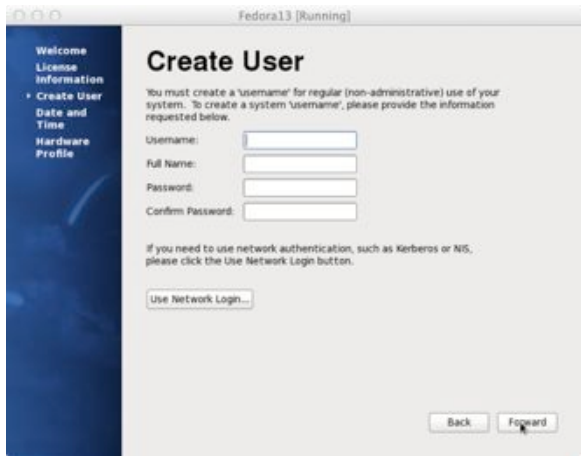 Fedora13 [Running]
Welcome
License
Information
Create User
Date and
Time
Hardware
Profile
Create User
You must create a 'username' for regular (non-administrative) use of your
system. To create a system 'username', please provide the information
requested below.
Username:
Full Name:
Password:
Confirm Password:
If you need to use network authentication, such as Kerberos or NIS,
please click the Use Network Login button.
Use Network Login...
Back
Forward